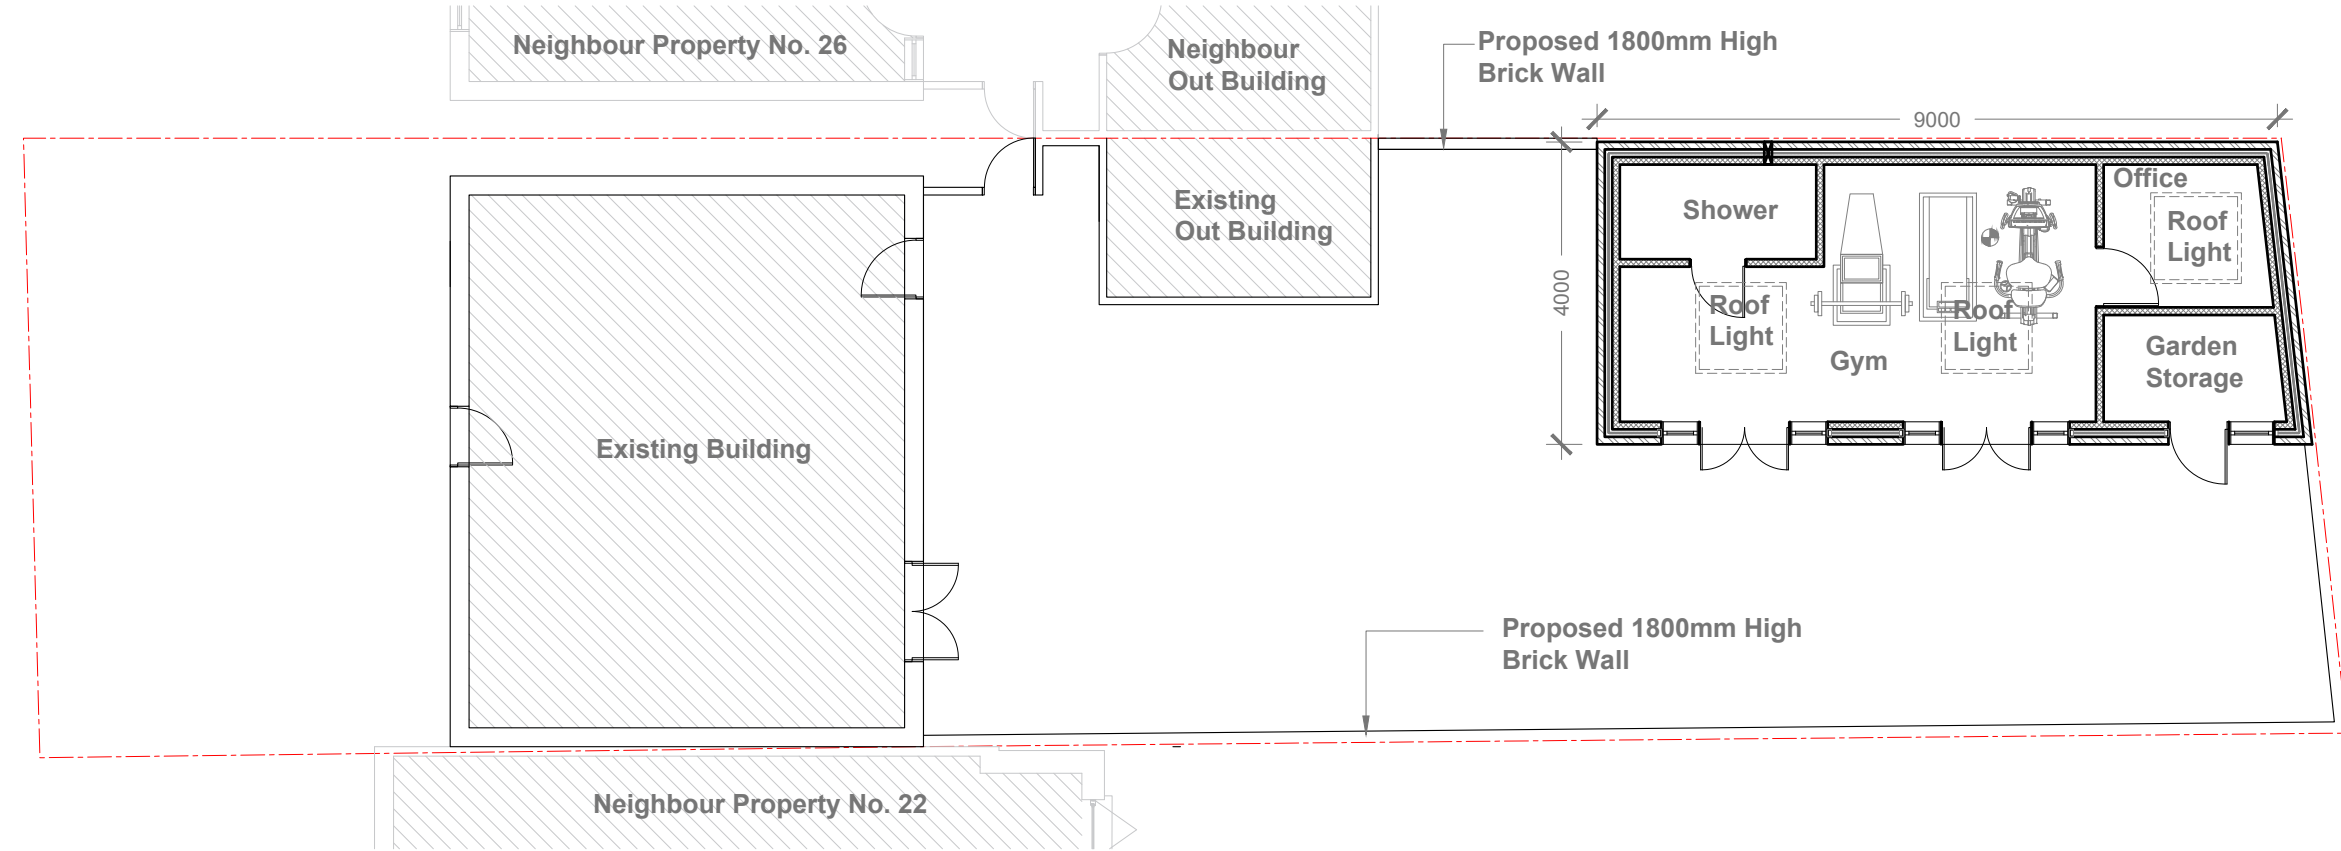 Neighbour Property No. 26
Neighbour
Out Building
Proposed 1800mm High
Brick Wall
9000
Existing
Out Building
4000
Shower
Office
Roof
Light
Roof
Light
Roof
Light
Gym
Garden
Storage
Existing Building
Proposed 1800mm High
Brick Wall
Neighbour Property No. 22